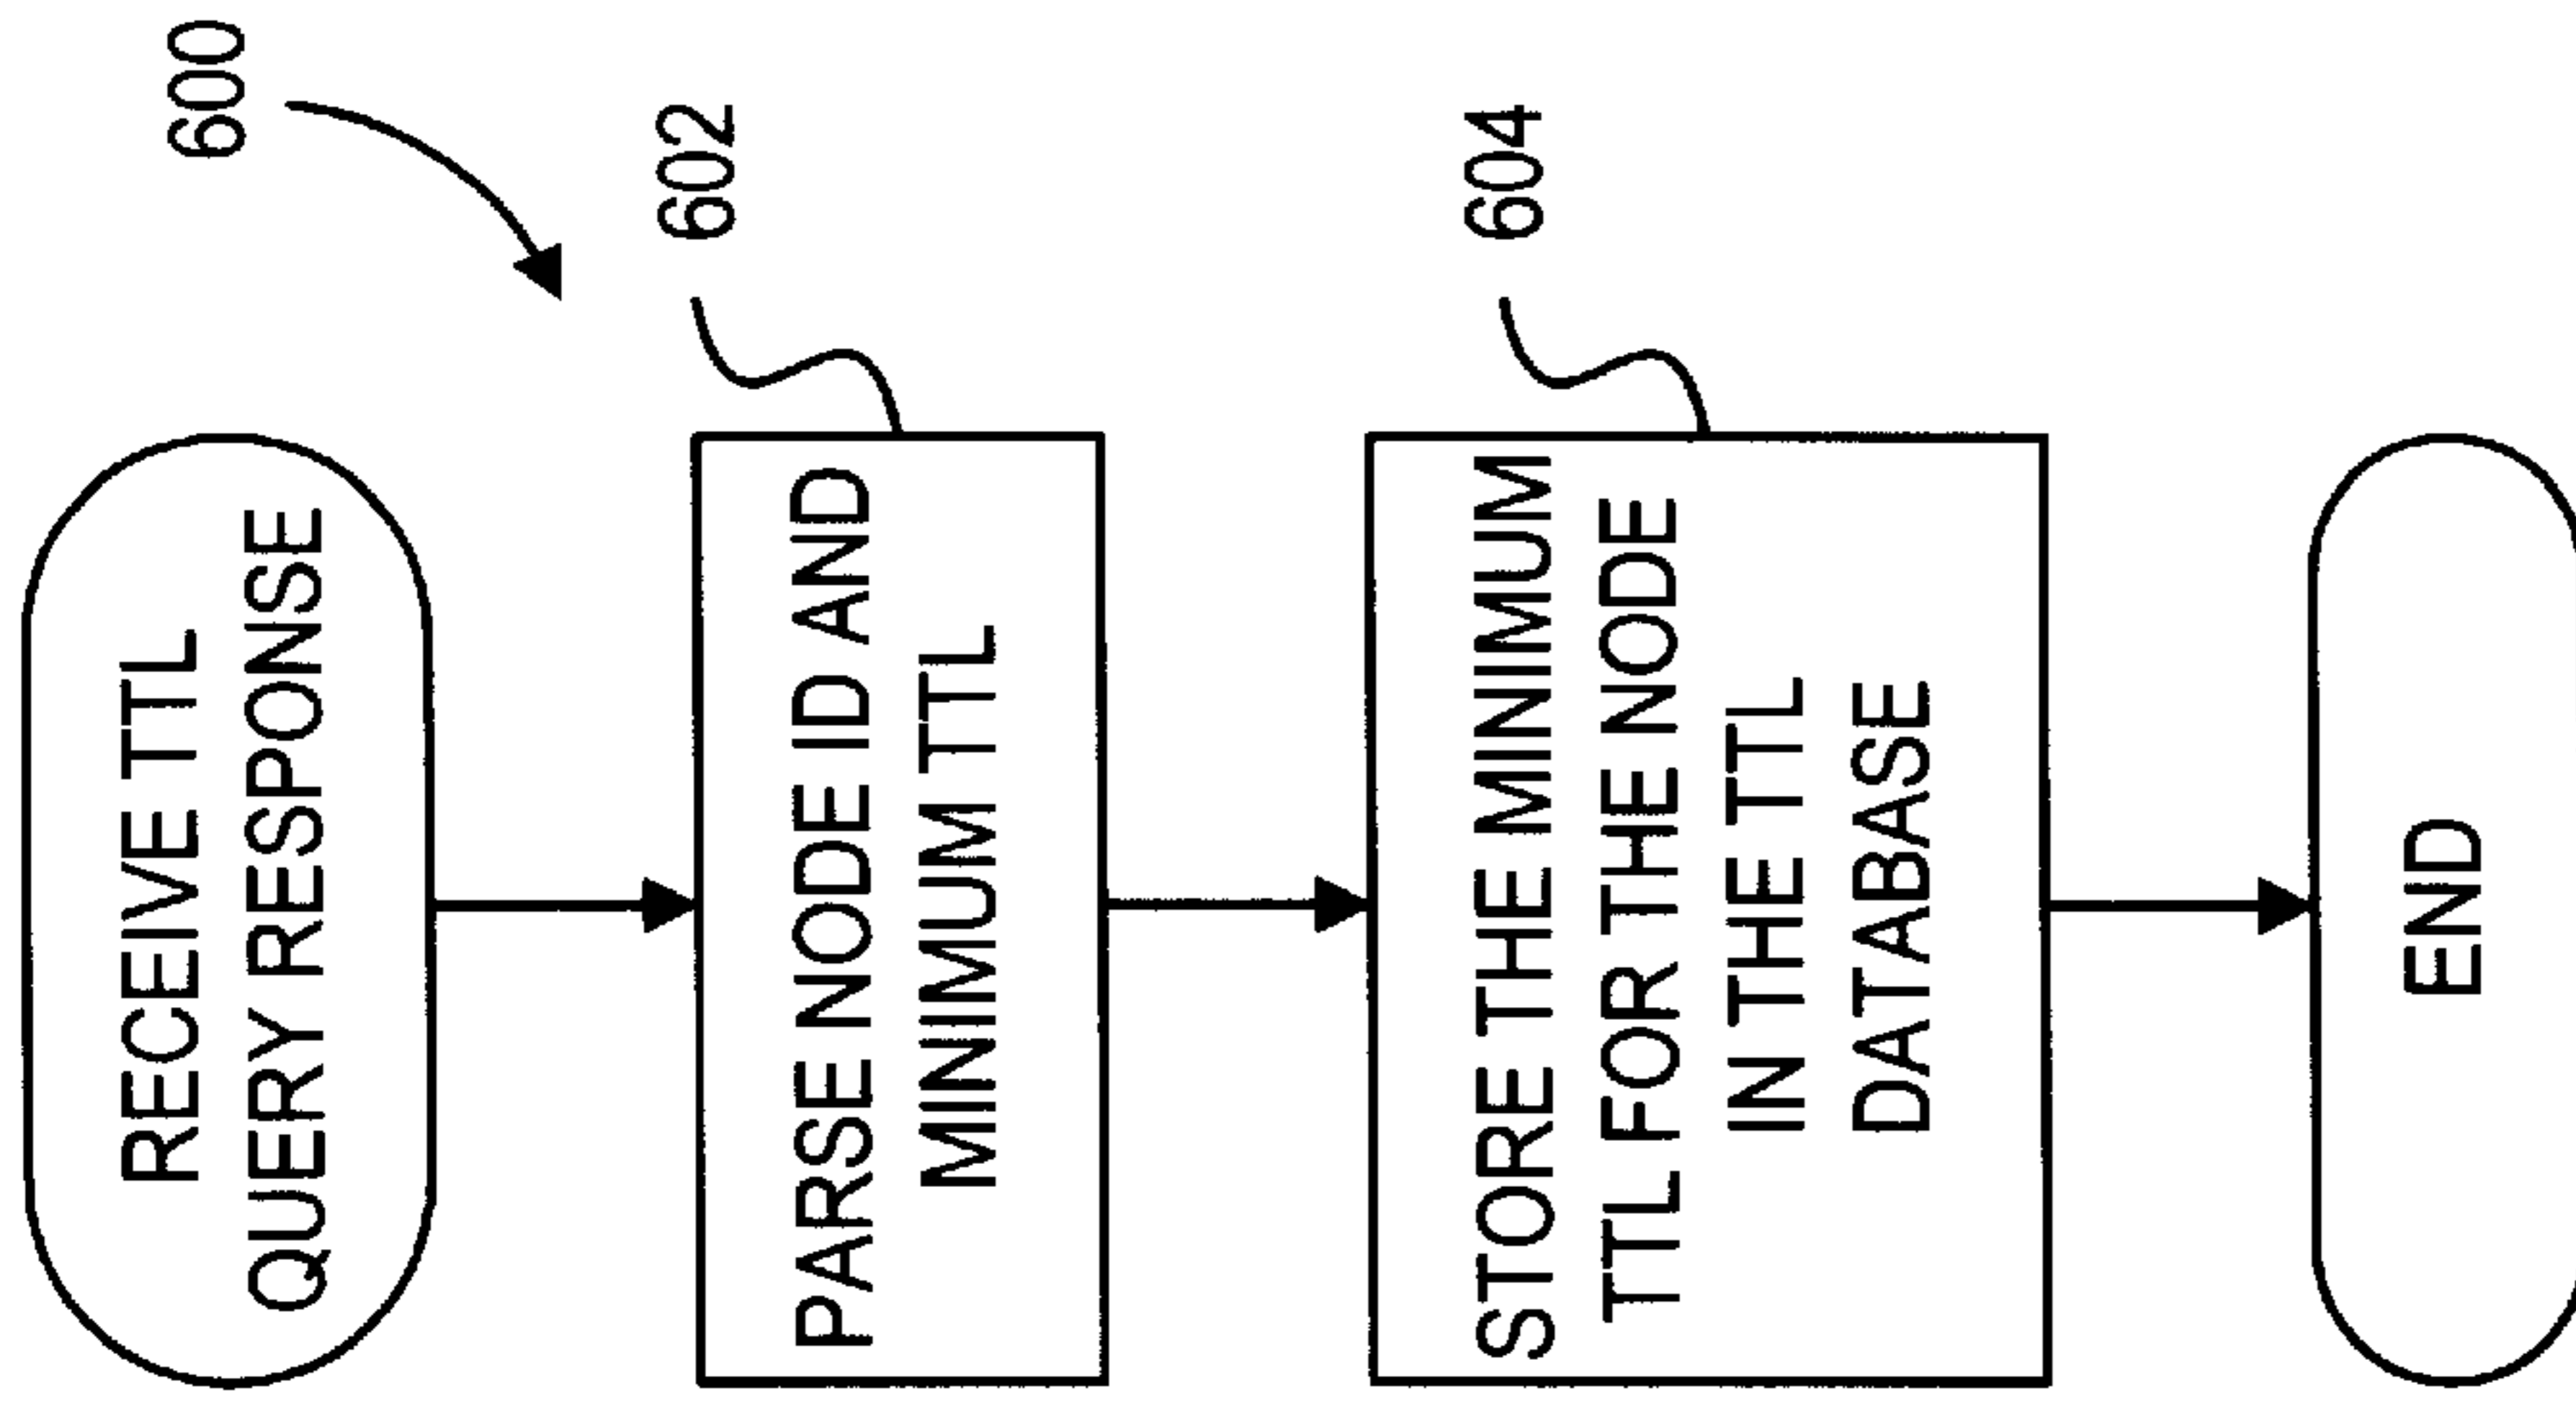 600
RECEIVE TTL
QUERY RESPONSE
602
PARSE NODE ID AND
MINIMUM TTL
604
STORE THE MINIMUM
TTL FOR THE NODE
IN THE TTL
DATABASE
END